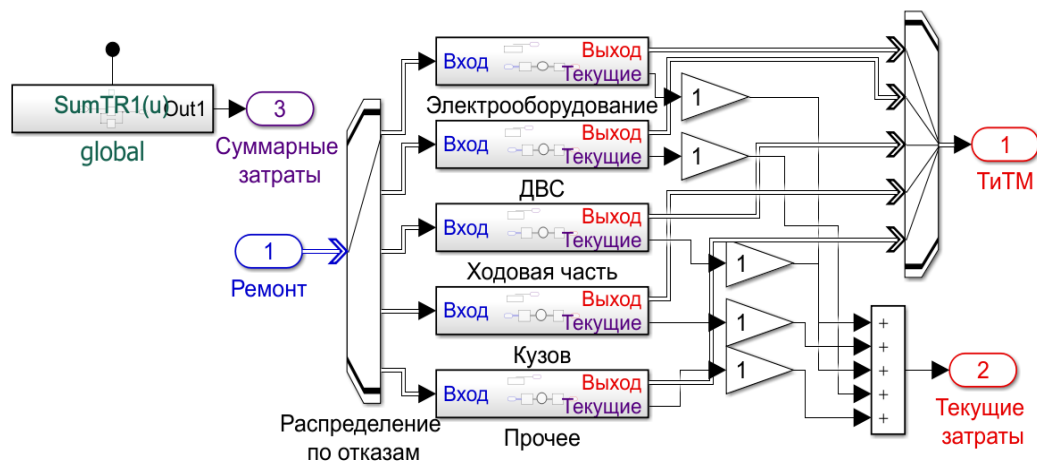 SumTR1(u)
Out1
global
3
Суммарные
затраты
1
Ремонт
Распределение
по отказам
Вход
Выход
Текущие
Электрооборудование
1
Вход
Выход
Текущие
ДВС
1
Вход
Выход
Текущие
Ходовая часть
1
Вход
Выход
Текущие
Кузов
1
Вход
Выход
Текущие
Прочее
1
1
ТиТМ
+
+
+
+
+
2
Текущие
затраты